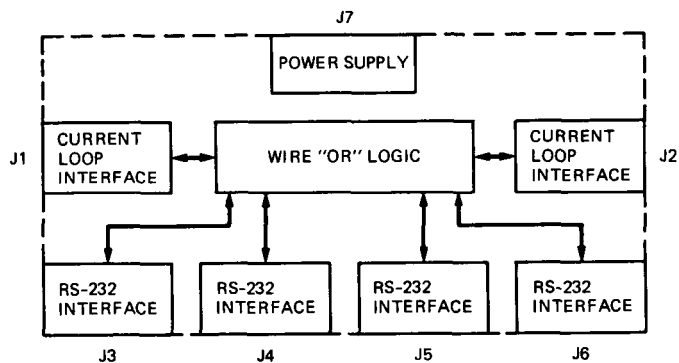 J7
POWER SUPPLY
J1
CURRENT
LOOP
INTERFACE
WIRE "OR" LOGIC
CURRENT
LOOP
INTERFACE
J2
RS-232
INTERFACE
RS-232
INTERFACE
RS-232
INTERFACE
RS-232
INTERFACE
J3
J4
J5
J6